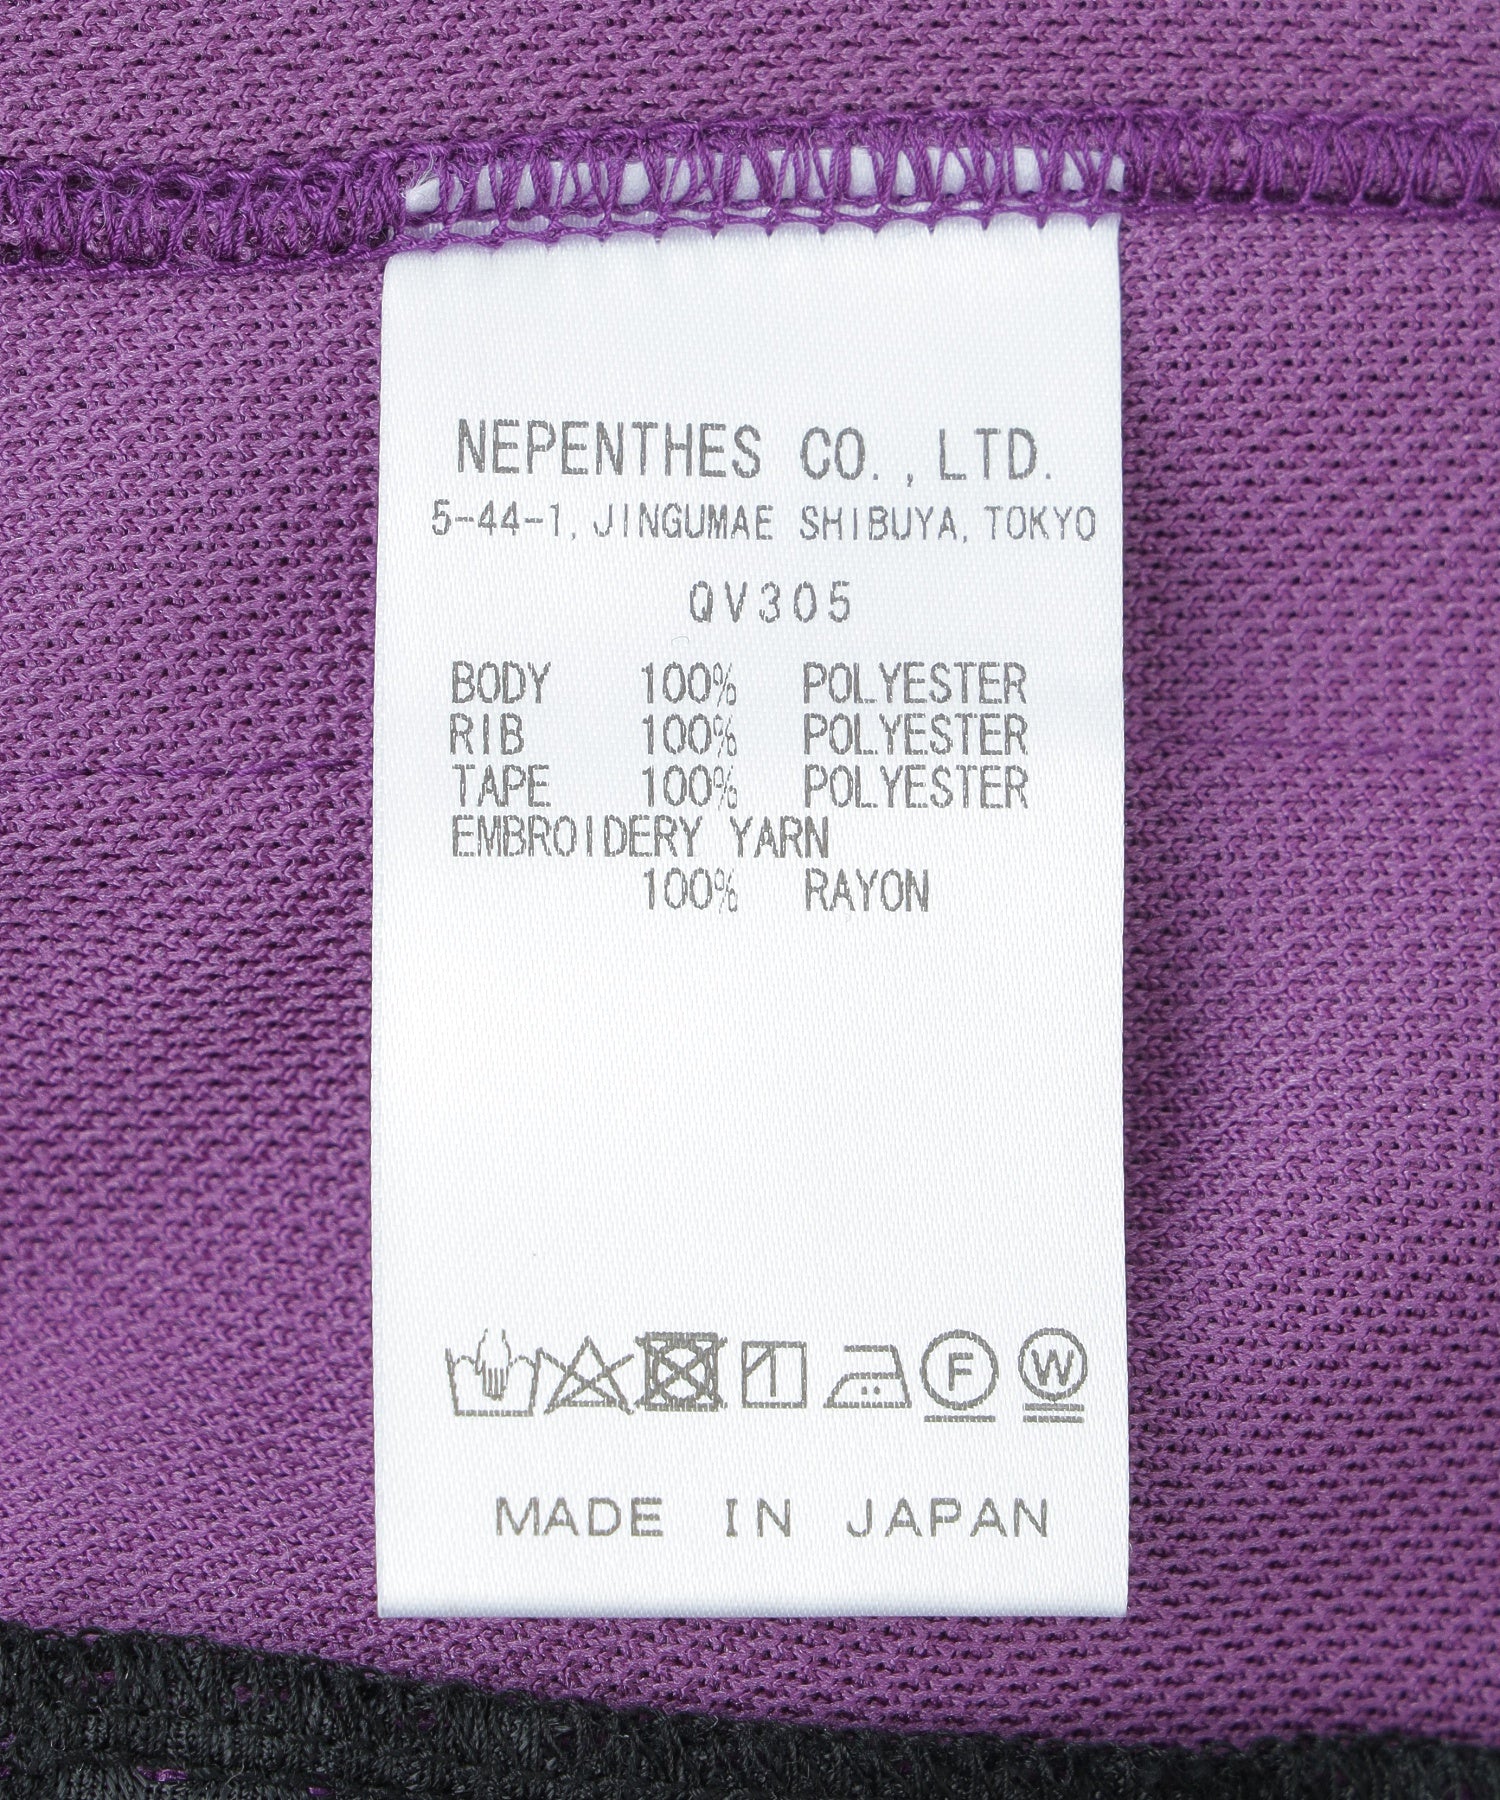 NEPENTHES CO., LTD.
5-44-1, JINGUMAE SHIBUYA, TOKYO
QV305
BODY 100% POLYESTER
RIB 100% POLYESTER
TAPE 100% POLYESTER
EMBROIDERY YARN
100% RAYON
F W
MADE IN JAPAN